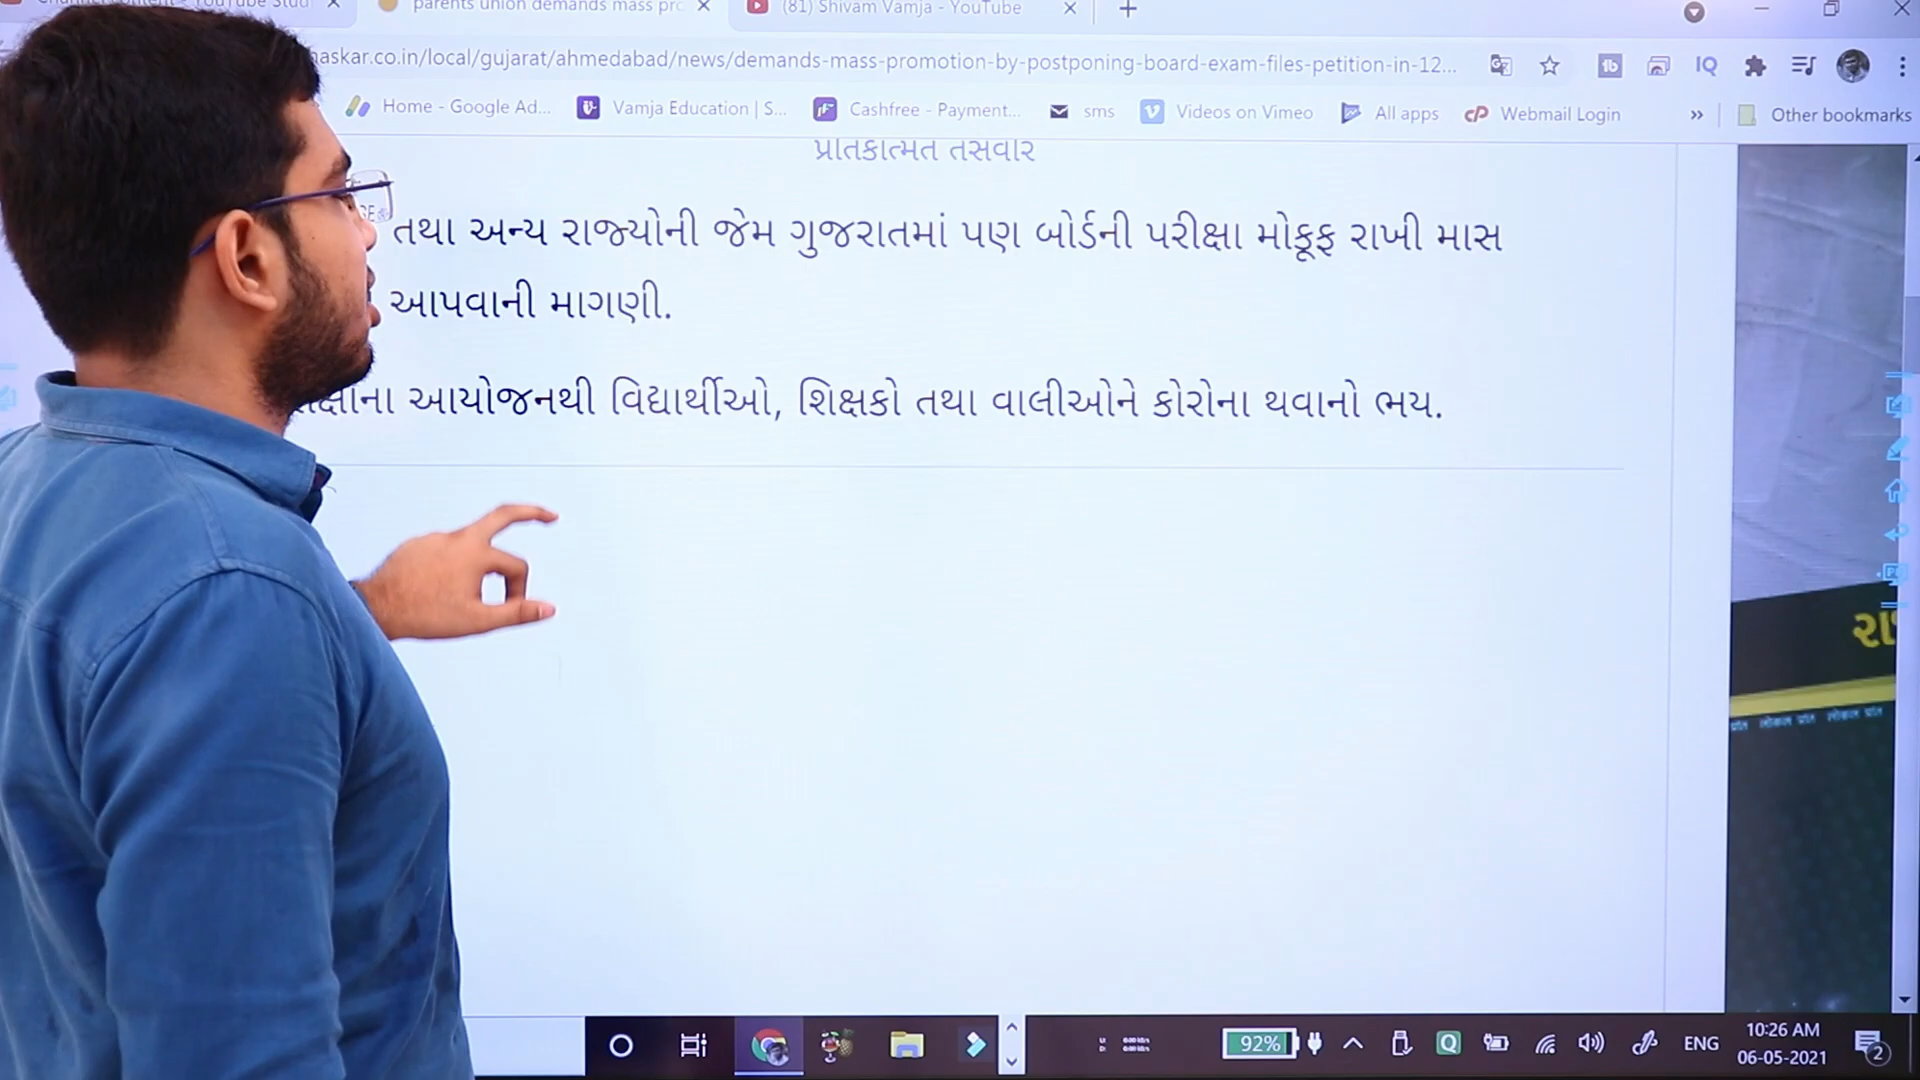 parents union demands mass pro
(81) Shivam Vamja - YouTube
haskar.co.in/local/gujarat/ahmedabad/news/demands-mass-promotion-by-postponing-board-exam-files-petition-in-12...
Home - Google Ad...
Vamja Education | S...
Cashfree - Payment...
sms
Videos on Vimeo
All apps
Webmail Login
Other bookmarks
પ્રતિકાત્મત તસવીર
તથા અન્ય રાજ્યોની જેમ ગુજરાતમાં પણ બોર્ડની પરીક્ષા મોકૂફ રાખી માસ
આપવાની માગણી.
આયોજનથી વિદ્યાર્થીઓ, શિક્ષકો તથા વાલીઓને કોરોના થવાનો ભય.
92%
ENG
10:26 AM
06-05-2021
2